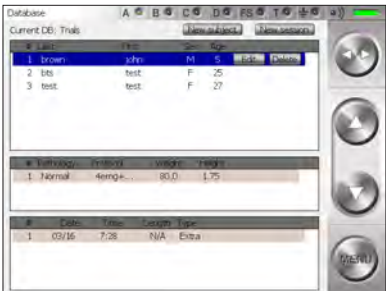 Database A B C D FS T
Current DB: Trials New subject New session
# Last First Sex Age
1 brown john M S Edit Delete
2 bts test F 25
3 test test F 27
# Pathology Protocol Weight Height
1 Normal 4emg+... 80.0 1.75
# Date Time Length Type
1 03/16 7:28 N/A Extra
MENU